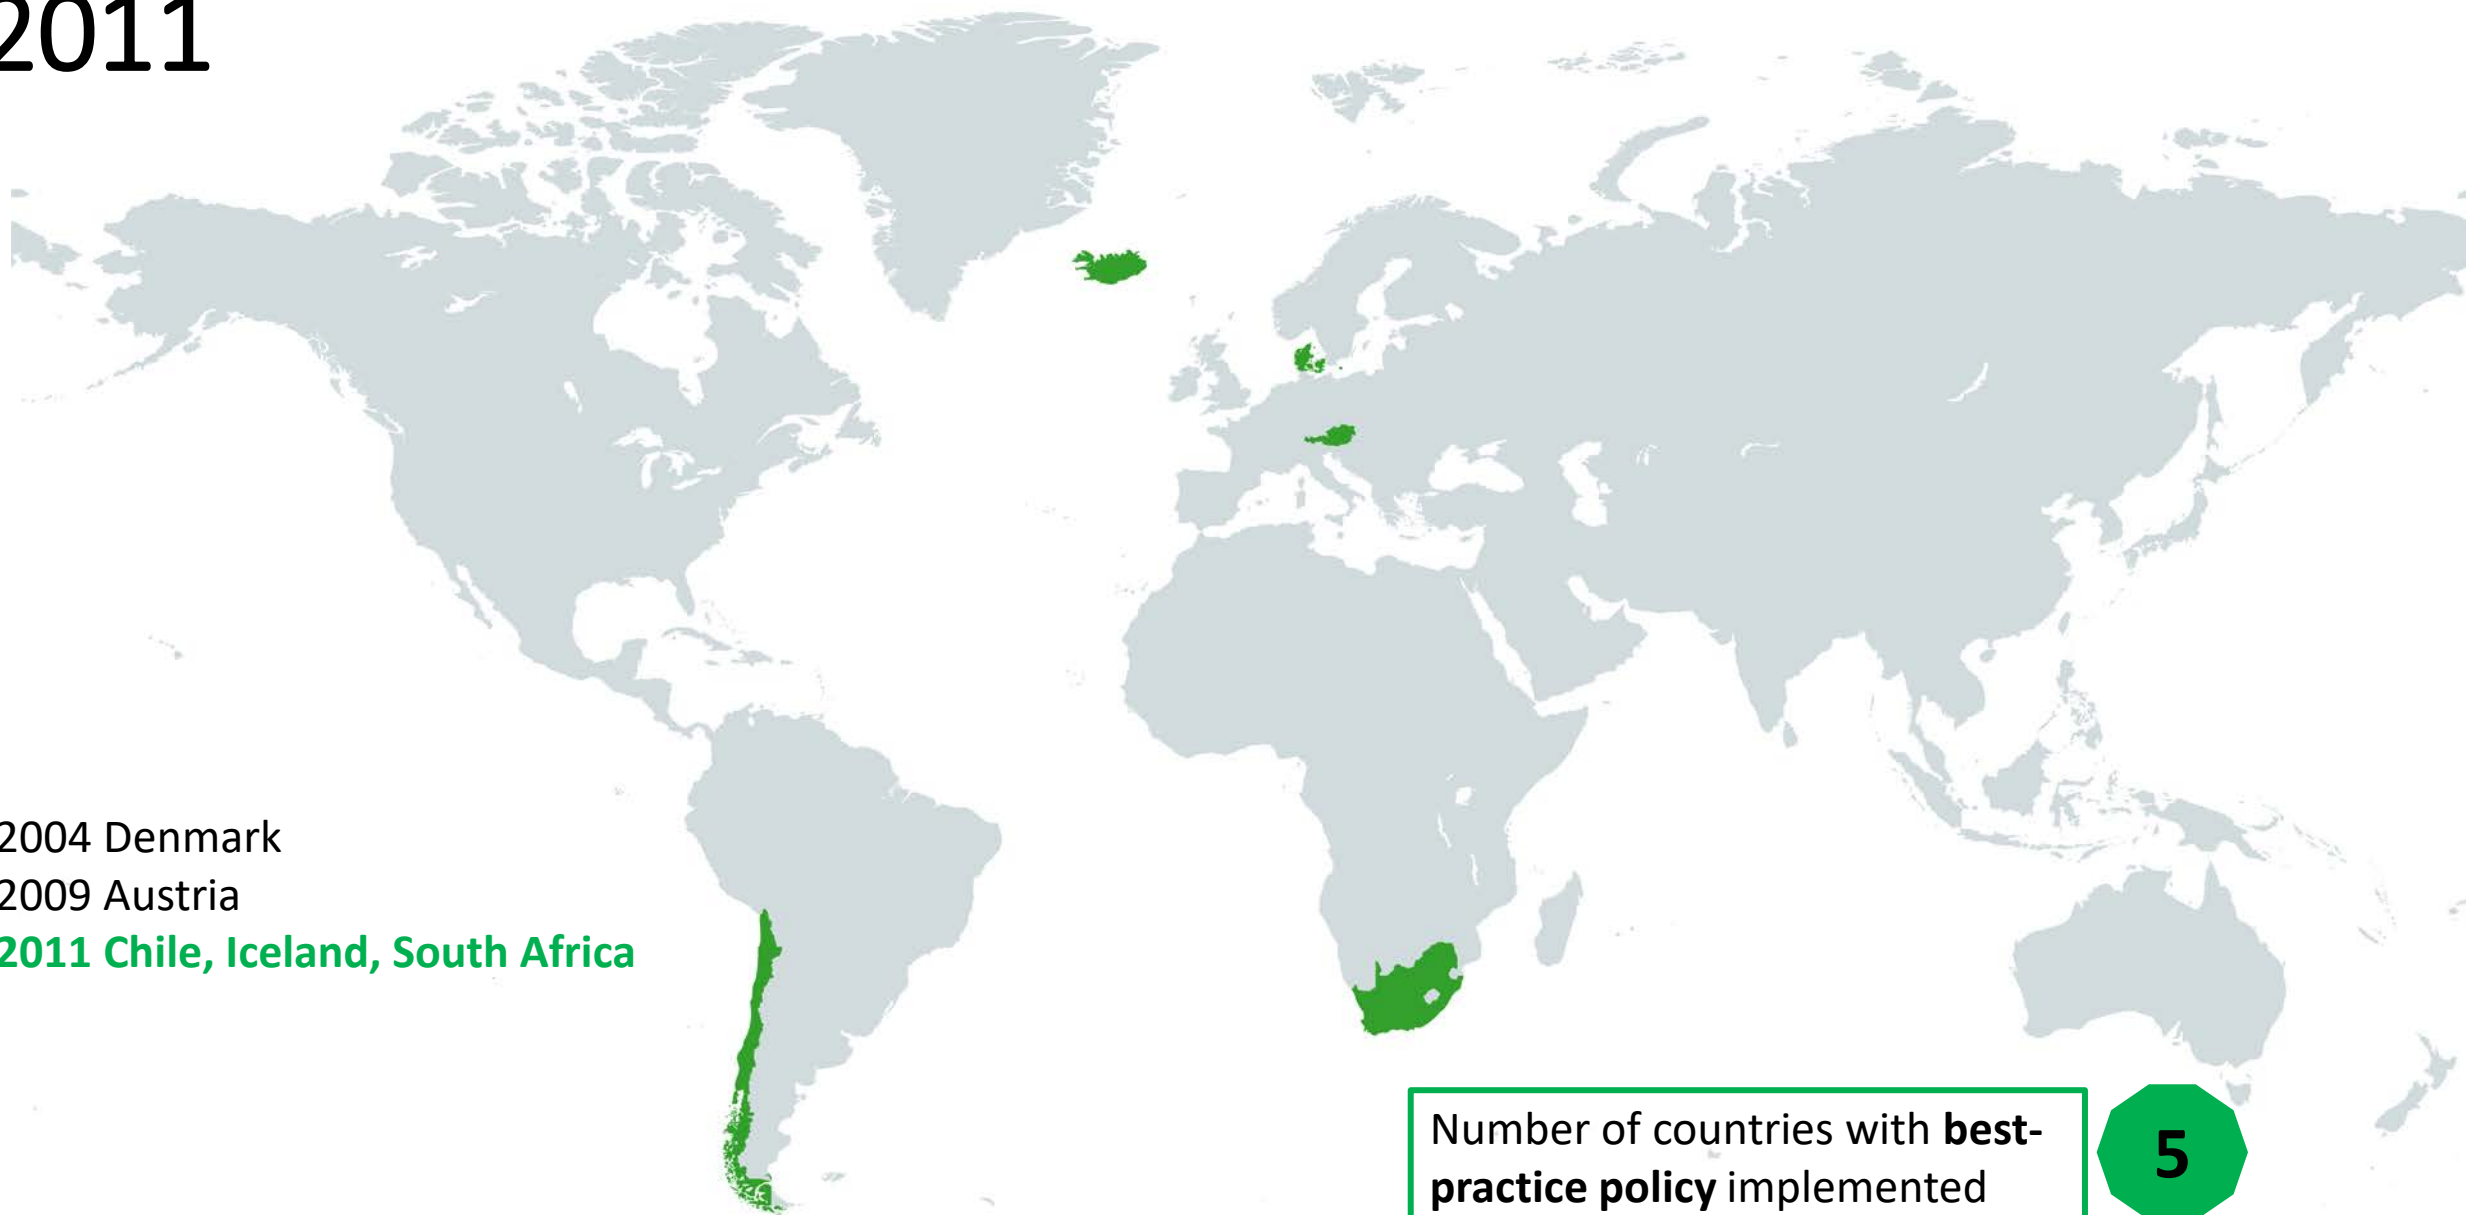 2011
2004 Denmark
2009 Austria
2011 Chile, Iceland, South Africa
Number of countries with best-
practice policy implemented
5